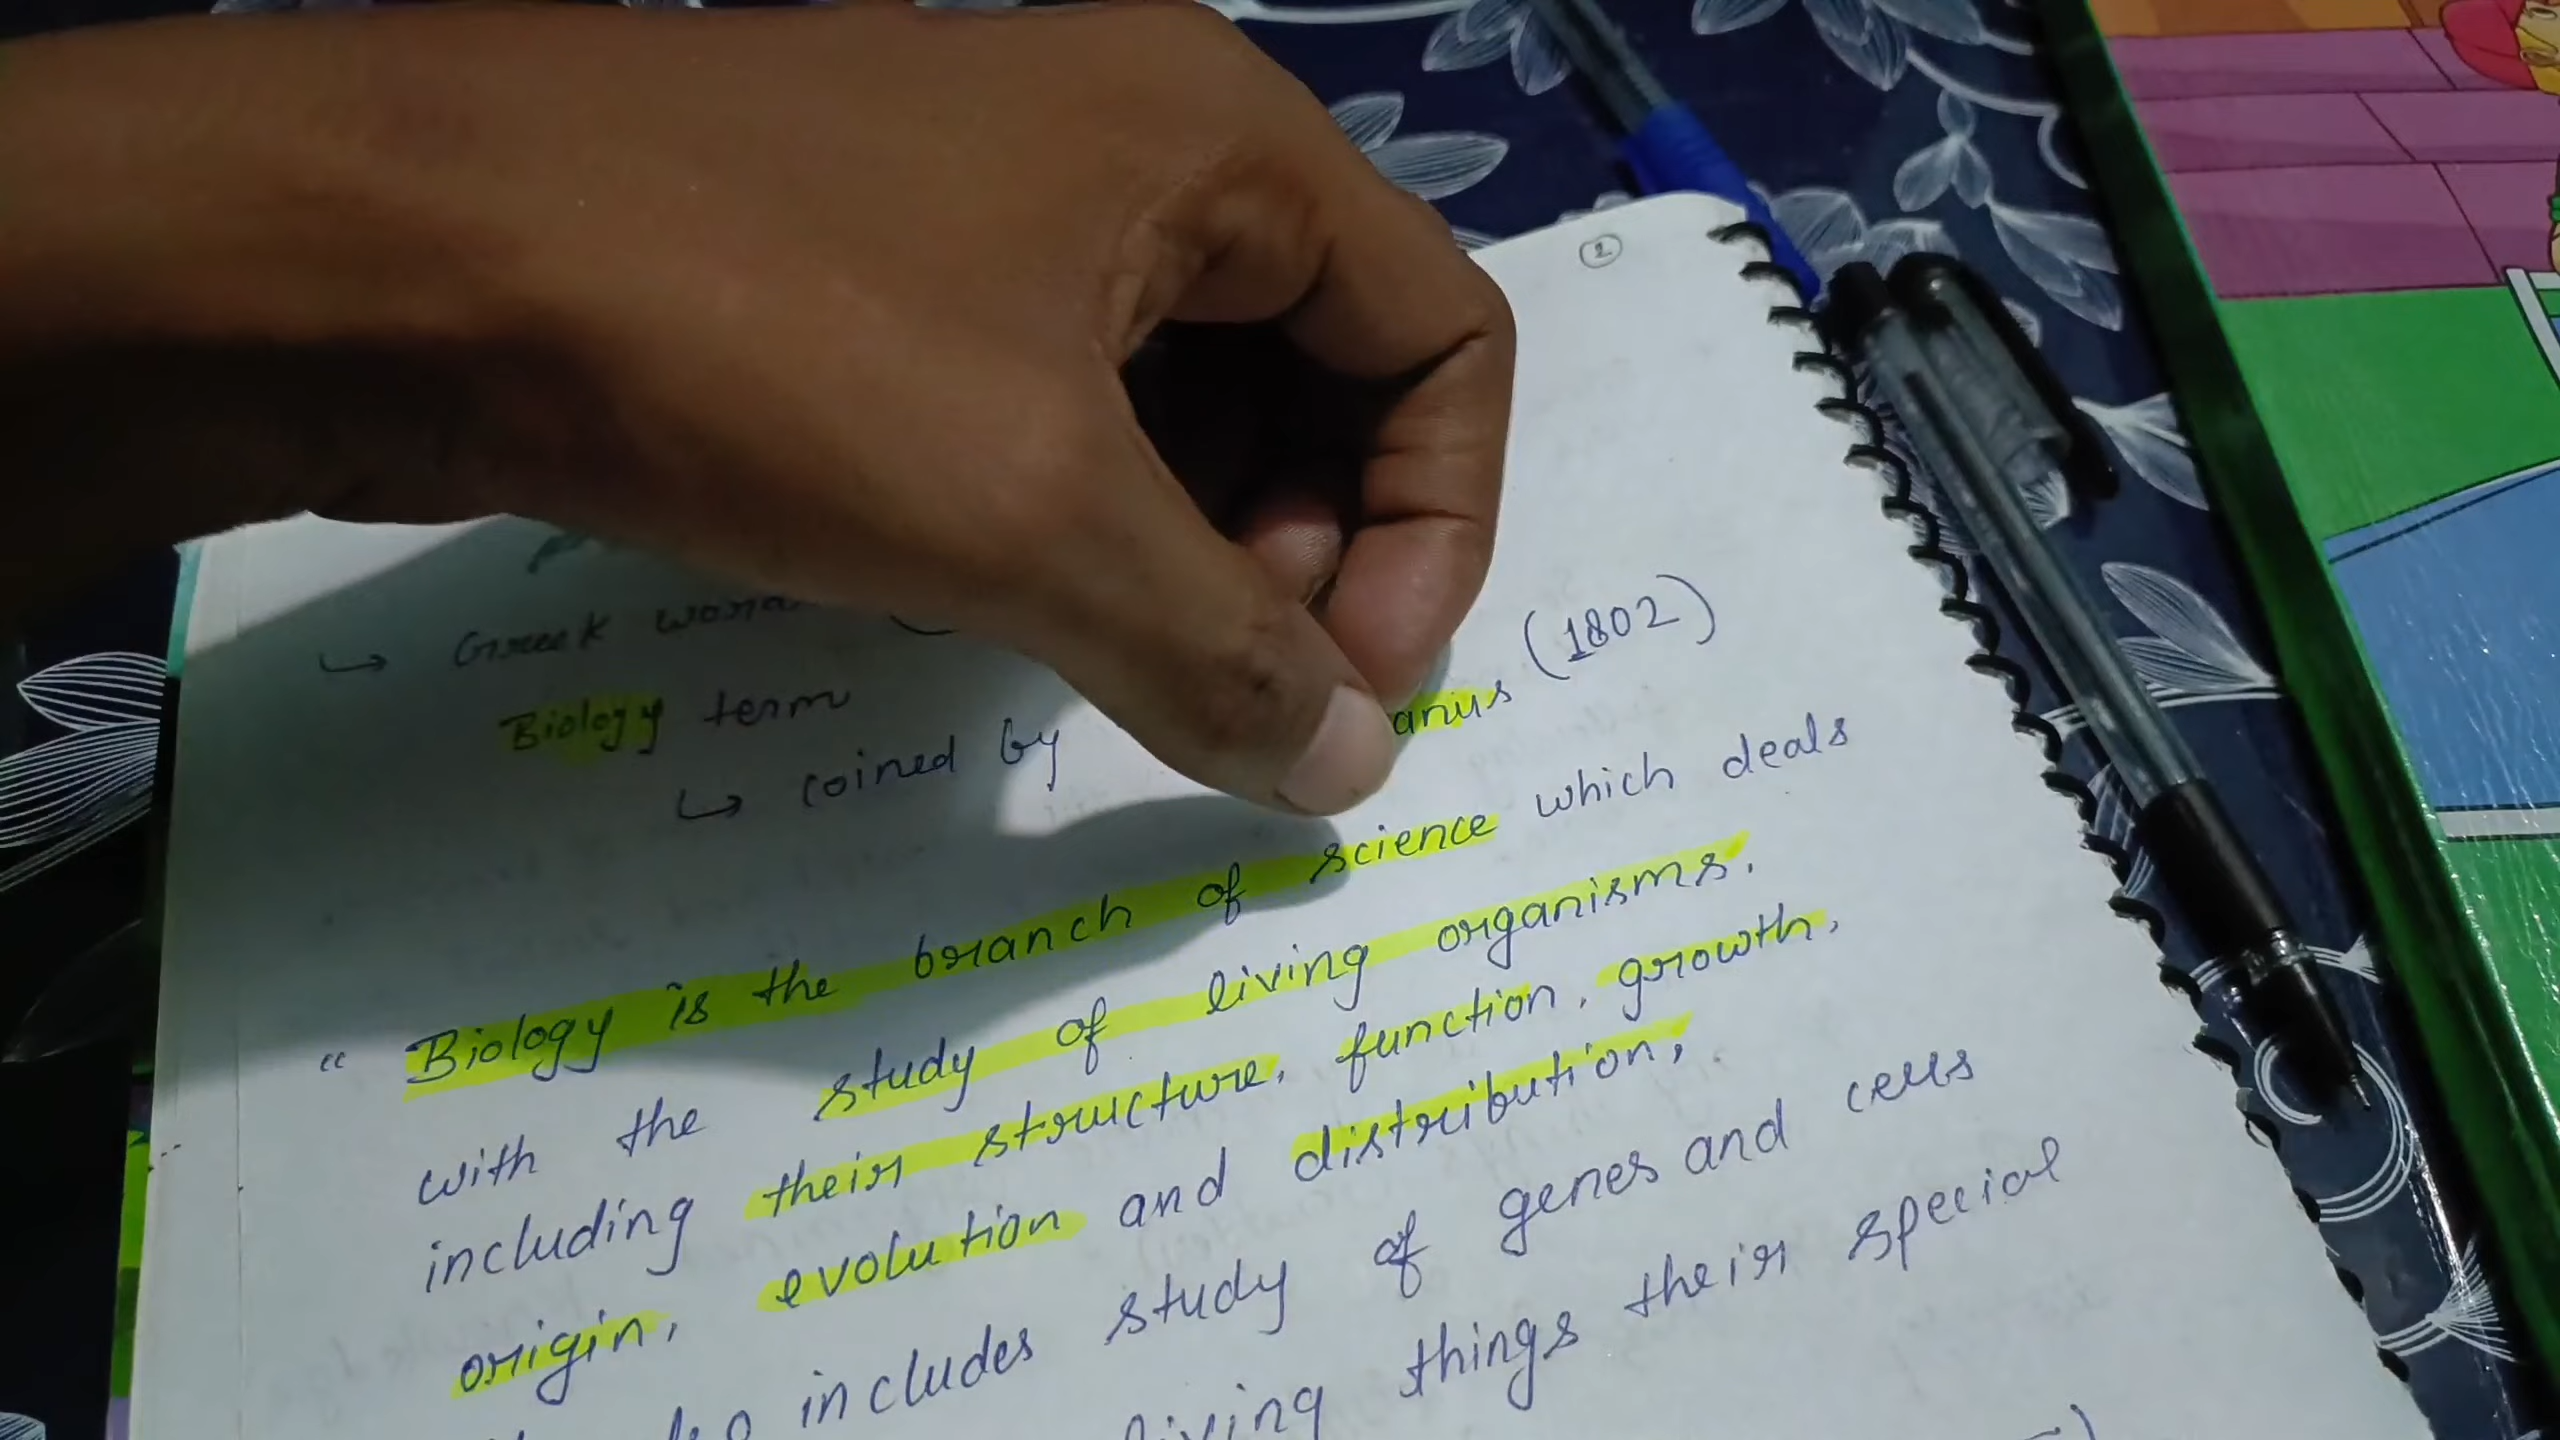 2
↳ Greek word
Biology term
↳ coined by anus (1802)
“ Biology is the branch of science which deals
with the study of living organisms.
including their structure, function, growth,
origin, evolution and distribution,
includes study of genes and cells
living things their special